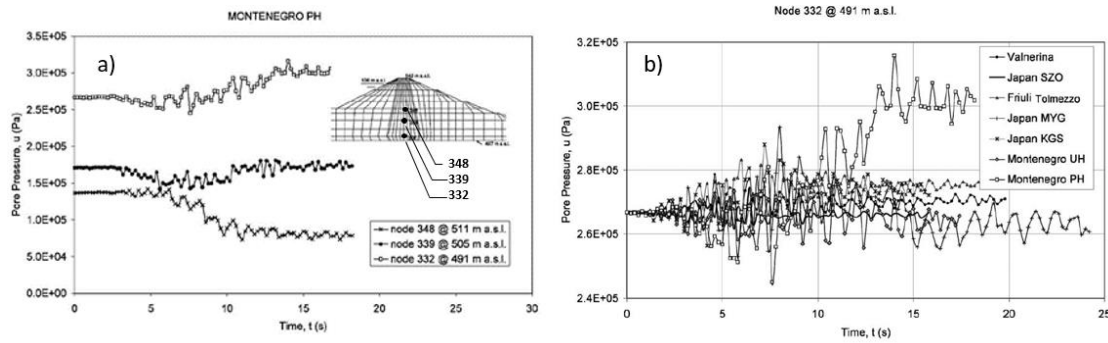 MONTENEGRO PH
a)
3.5E+05
3.0E+05
2.5E+05
2.0E+05
1.5E+05
1.0E+05
5.0E+04
0.0E+00
Pore Pressure, u (Pa)
0 5 10 15 20 25 30
Time, t (s)
348
339
332
node 348 @ 511 m a.s.l.
node 339 @ 505 m a.s.l.
node 332 @ 491 m a.s.l.
Node 332 @ 491 m a.s.l.
b)
3.2E+05
3.0E+05
2.8E+05
2.6E+05
2.4E+05
Pore Pressure, u (Pa)
0 5 10 15 20 25
Time, t (s)
Valnerina
Japan SZO
Friuli Tolmezzo
Japan MYG
Japan KGS
Montenegro UH
Montenegro PH